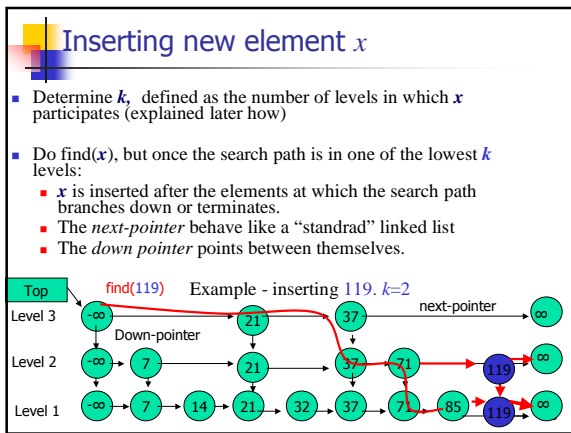 Inserting new element x
Determine k, defined as the number of levels in which x
participates (explained later how)
Do find(x), but once the search path is in one of the lowest k
levels:
x is inserted after the elements at which the search path
branches down or terminates.
The next-pointer behave like a “standrad” linked list
The down pointer points between themselves.
Top find(119) Example - inserting 119. k=2
Level 3 -∞ 21 37 next-pointer ∞
Down-pointer
Level 2 -∞ 7 21 37 71 119 ∞
Level 1 -∞ 7 14 21 32 37 71 85 119 ∞